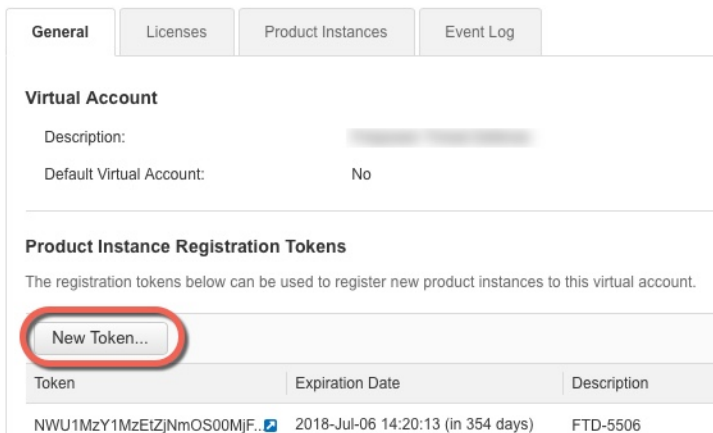 General Licenses Product Instances Event Log
Virtual Account
Description:
Default Virtual Account: No
Product Instance Registration Tokens
The registration tokens below can be used to register new product instances to this virtual account.
New Token...
Token Expiration Date Description
NWU1MzY1MzEtZjNmOS00MjF... 2018-Jul-06 14:20:13 (in 354 days) FTD-5506